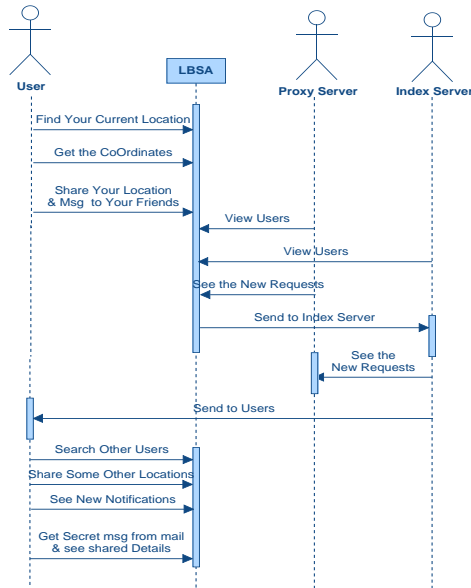 User
LBSA
Proxy Server
Index Server
Find Your Current Location
Get the CoOrdinates
Share Your Location
& Msg to Your Friends
View Users
View Users
See the New Requests
Send to Index Server
See the
New Requests
Send to Users
Search Other Users
Share Some Other Locations
See New Notifications
Get Secret msg from mail
& see shared Details